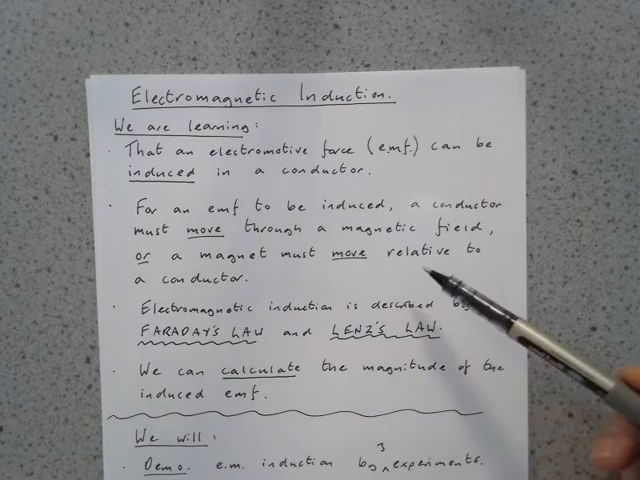 Electromagnetic Induction.
We are learning:
· That an electromotive force (emf.) can be
induced in a conductor.
· For an emf to be induced, a conductor
must move through a magnetic field,
or a magnet must move relative to
a conductor.
· Electromagnetic induction is described by
FARADAY'S LAW and LENZ'S LAW.
· We can calculate the magnitude of the
induced emf.
We will:
3
· Demo. e.m. induction by ^ experiments.